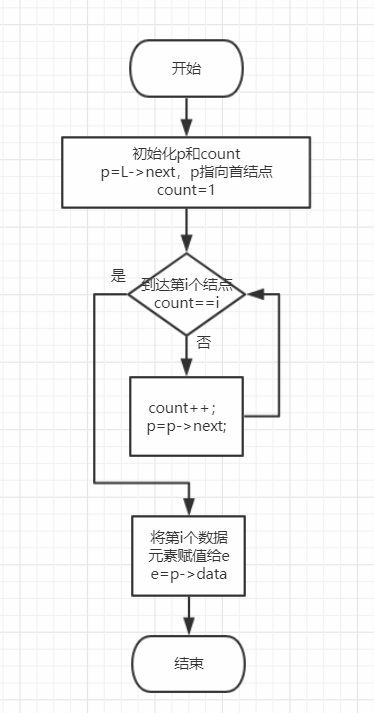 开始
初始化p和count
p=L->next，p指向首结点
count=1
是
到达第i个结点
count==i
否
count++；
p=p->next;
将第i个数据
元素赋值给e
e=p->data
结束